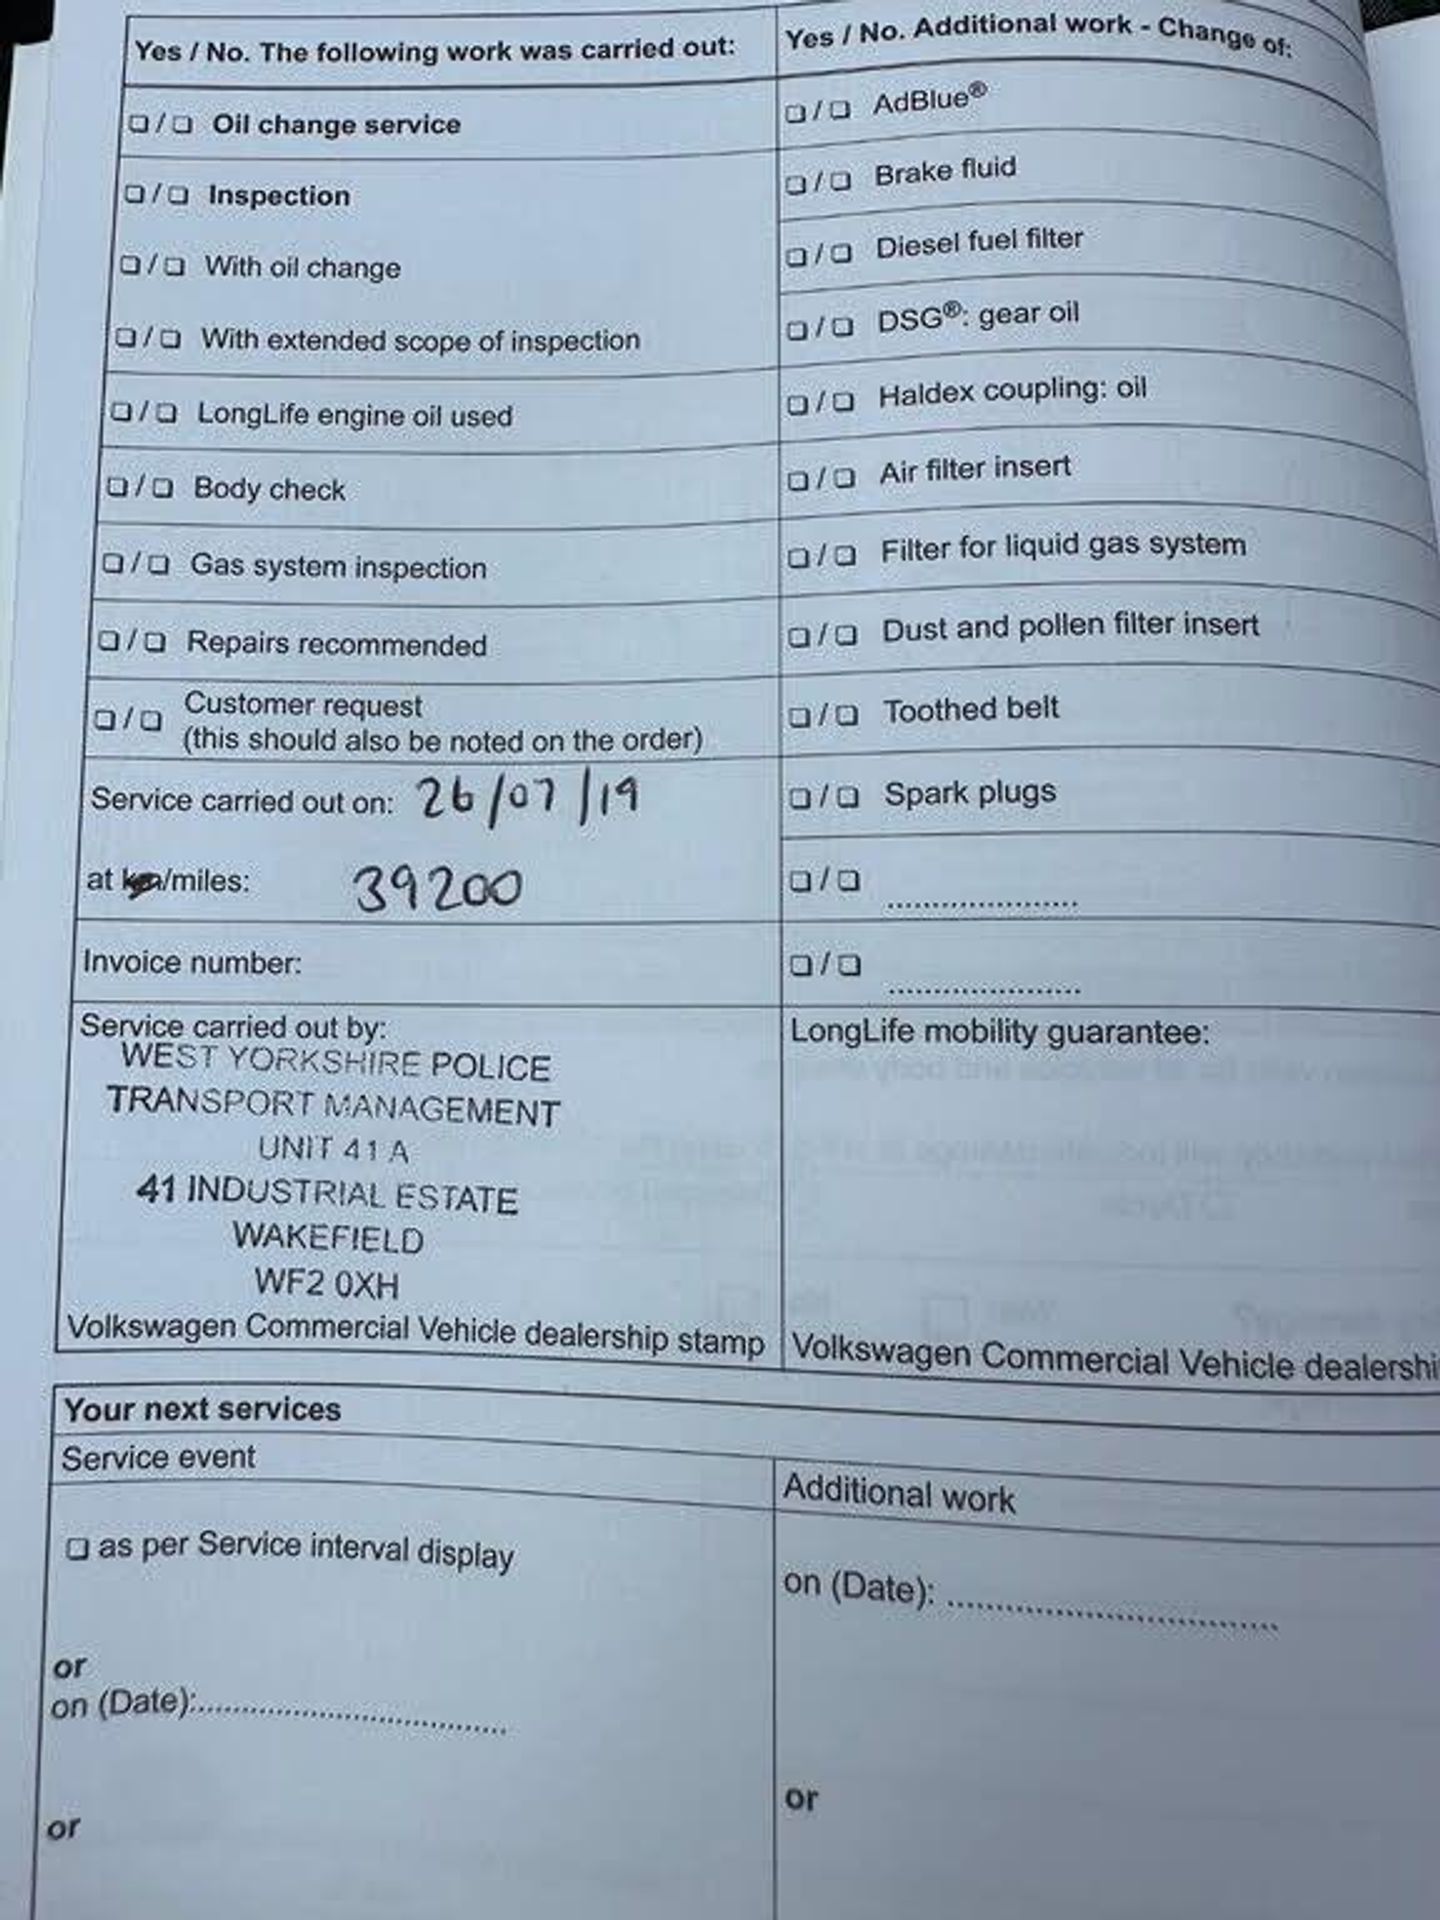 Yes / No. The following work was carried out:
❏ / ❏ Oil change service
❏ / ❏ Inspection
❏ / ❏ With oil change
❏ / ❏ With extended scope of inspection
❏ / ❏ LongLife engine oil used
❏ / ❏ Body check
❏ / ❏ Gas system inspection
❏ / ❏ Repairs recommended
❏ / ❏ Customer request
(this should also be noted on the order)
Service carried out on: 26/07/19
at km/miles: 39200
Invoice number:
Service carried out by:
WEST YORKSHIRE POLICE
TRANSPORT MANAGEMENT
UNIT 41 A
41 INDUSTRIAL ESTATE
WAKEFIELD
WF2 0XH
Volkswagen Commercial Vehicle dealership stamp
Yes / No. Additional work - Change of:
❏ / ❏ AdBlue®
❏ / ❏ Brake fluid
❏ / ❏ Diesel fuel filter
❏ / ❏ DSG®: gear oil
❏ / ❏ Haldex coupling: oil
❏ / ❏ Air filter insert
❏ / ❏ Filter for liquid gas system
❏ / ❏ Dust and pollen filter insert
❏ / ❏ Toothed belt
❏ / ❏ Spark plugs
❏ / ❏ .....................
❏ / ❏ .....................
LongLife mobility guarantee:
Volkswagen Commercial Vehicle dealershi
Your next services
Service event
❏ as per Service interval display
or
on (Date):..................................
or
Additional work
on (Date): ...................................
or